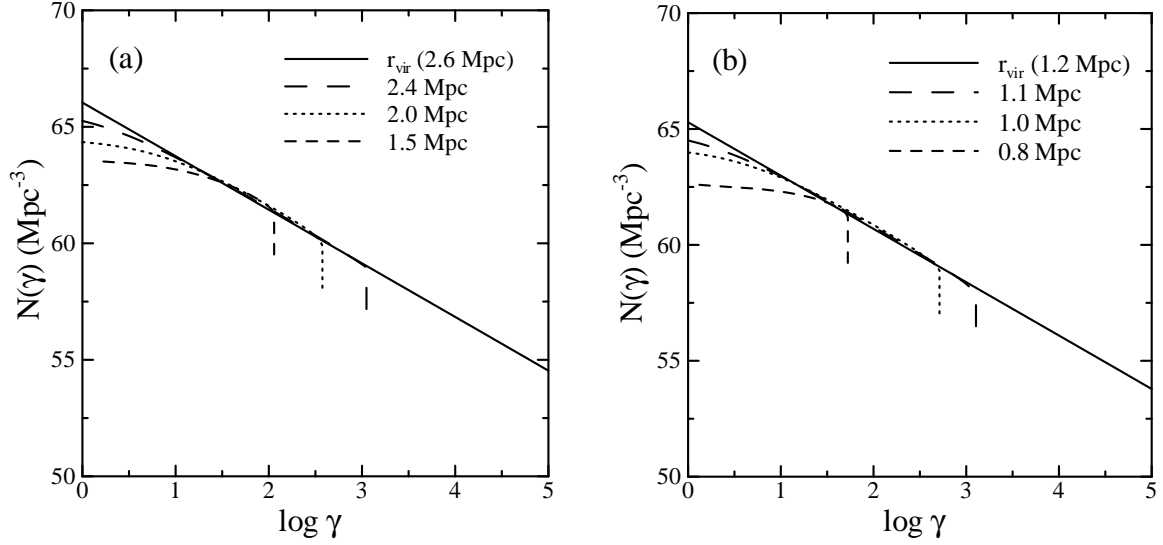 (a)
r_vir (2.6 Mpc)
2.4 Mpc
2.0 Mpc
1.5 Mpc
70
65
60
55
50
N(γ) (Mpc^-3)
0 1 2 3 4 5
log γ
(b)
r_vir (1.2 Mpc)
1.1 Mpc
1.0 Mpc
0.8 Mpc
70
65
60
55
50
N(γ) (Mpc^-3)
0 1 2 3 4 5
log γ